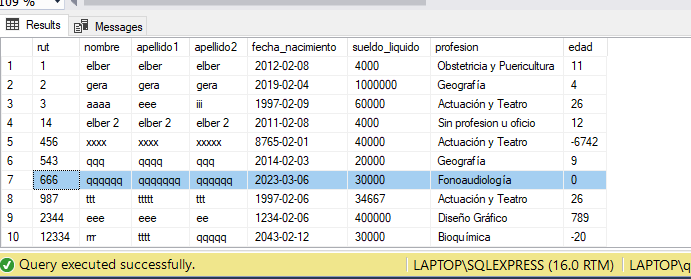 109 %
Results Messages
rut nombre apellido1 apellido2 fecha_nacimiento sueldo_liquido profesion edad
1 1 elber elber elber 2012-02-08 4000 Obstetricia y Puericultura 11
2 2 gera gera gera 2019-02-04 1000000 Geografía 4
3 3 aaaa eee iii 1997-02-09 60000 Actuación y Teatro 26
4 14 elber 2 elber 2 elber 2 2011-02-08 4000 Sin profesion u oficio 12
5 456 xxxx xxxx xxxxx 8765-02-01 40000 Actuación y Teatro -6742
6 543 qqq qqqq qqq 2014-02-03 20000 Geografía 9
7 666 qqqqqq qqqqqqq qqqqqq 2023-03-06 30000 Fonoaudiología 0
8 987 ttt ttttt ttt 1997-02-06 34667 Actuación y Teatro 26
9 2344 eee eeee ee 1234-02-06 400000 Diseño Gráfico 789
10 12334 rrr tttt qqqqq 2043-02-12 30000 Bioquímica -20
Query executed successfully. LAPTOP\SQLEXPRESS (16.0 RTM) LAPTOP\q